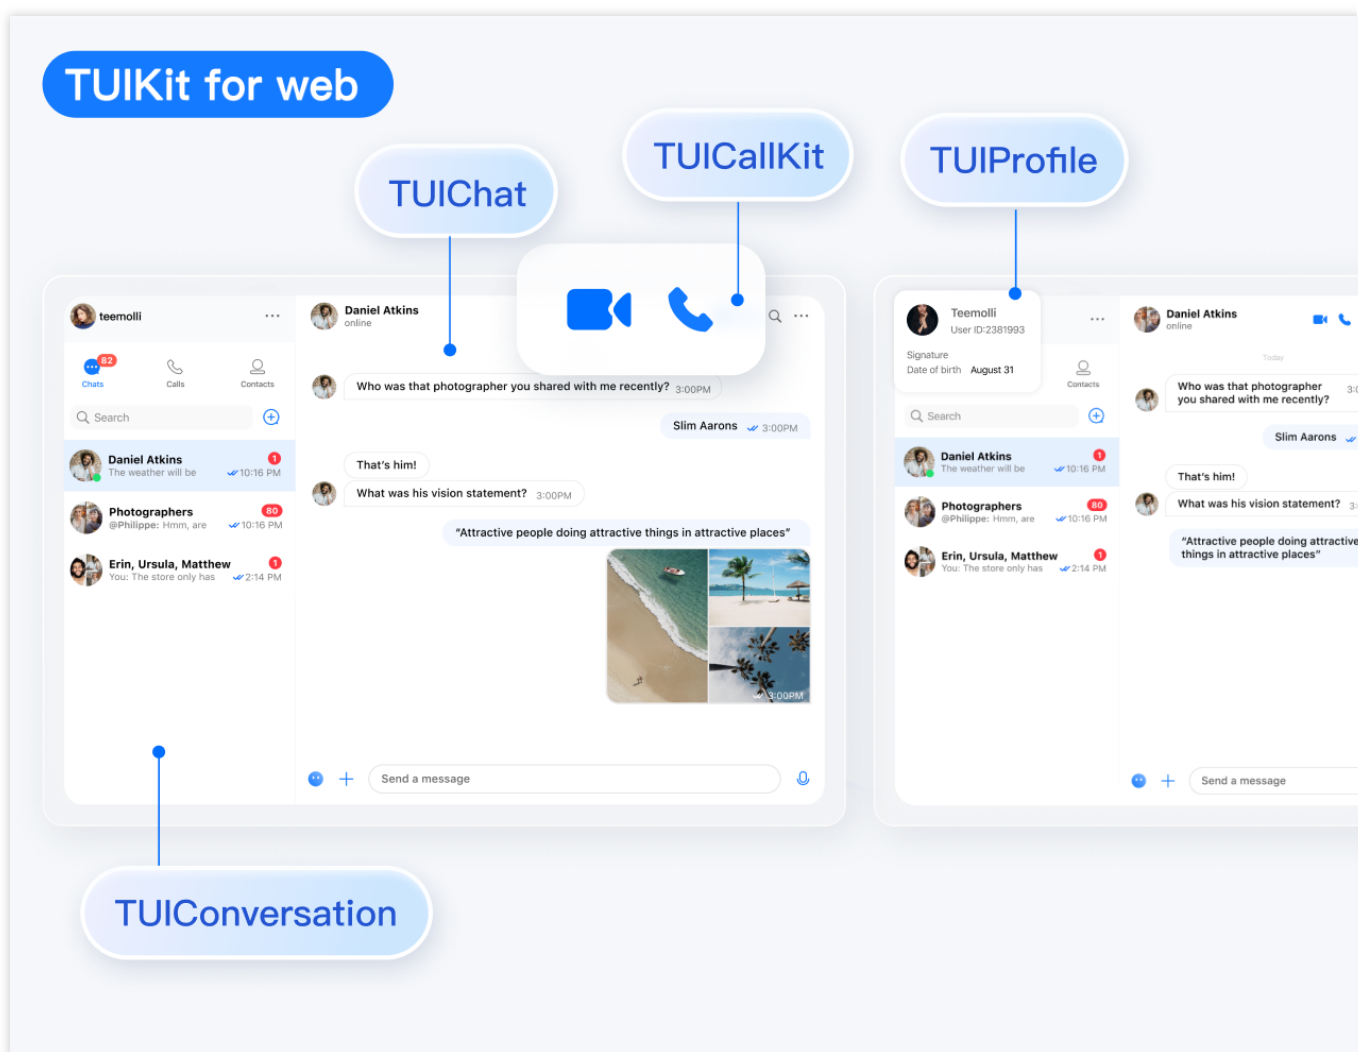 TUIKit for web
TUIChat
TUICallKit
TUIProfile
teemolli
82
Chats
Calls
Contacts
Search
Daniel Atkins
1
The weather will be
10:16 PM
Photographers
80
@Philippe: Hmm, are
10:16 PM
Erin, Ursula, Matthew
1
You: The store only has
2:14 PM
Daniel Atkins
online
Who was that photographer you shared with me recently? 3:00PM
Slim Aarons 3:00PM
That's him!
What was his vision statement? 3:00PM
“Attractive people doing attractive things in attractive places”
3:00PM
Send a message
Teemolli
User ID:2381993
Signature
Date of birth August 31
Contacts
Search
Daniel Atkins
1
The weather will be
10:16 PM
Photographers
80
@Philippe: Hmm, are
10:16 PM
Erin, Ursula, Matthew
1
You: The store only has
2:14 PM
Daniel Atkins
online
Today
Who was that photographer
you shared with me recently?
Slim Aarons
That's him!
What was his vision statement?
“Attractive people doing attractive
things in attractive places”
Send a message
TUIConversation